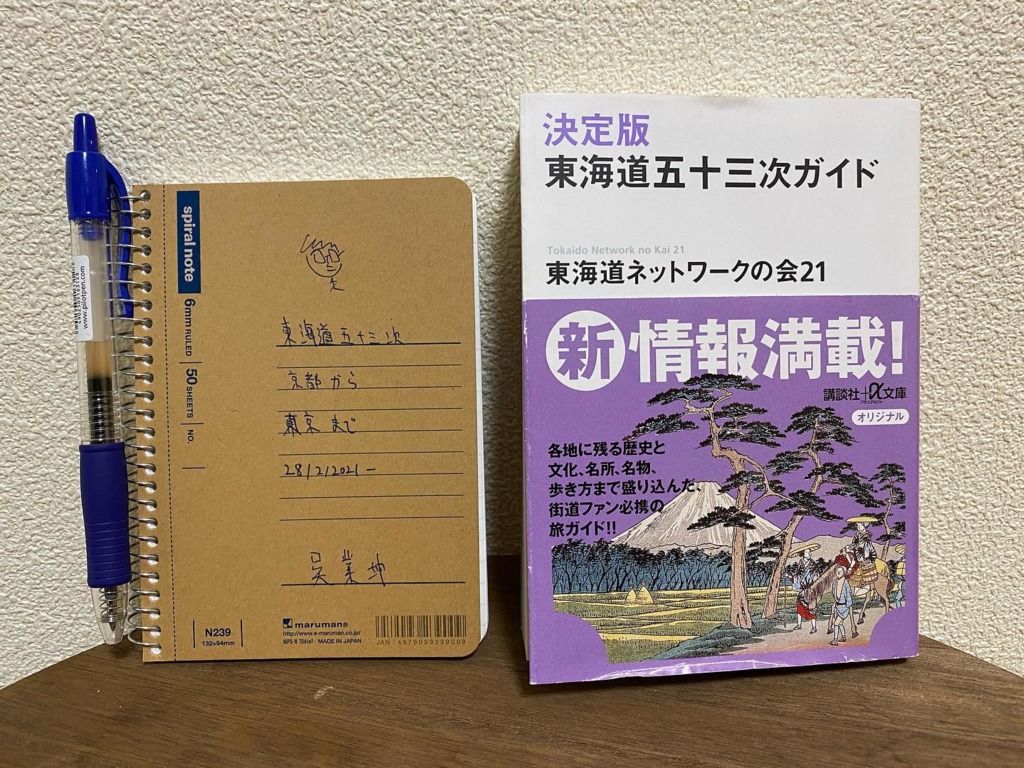 spiral note
6mm RULED
50 SHEETS
NO.
東海道五十三次
京都から
東京まで
28/2/2021-
呉業坤
N239
132×94mm
maruman®
http://www.e-maruman.co.jp/
MADE IN JAPAN
JAN 4979093239009
決定版
東海道五十三次ガイド
Tokaido Network no Kai 21
東海道ネットワークの会21
新情報満載!
講談社+α文庫
オリジナル
各地に残る歴史と
文化、名所、名物、
歩き方まで盛り込んだ、
街道ファン必携の
旅ガイド!!